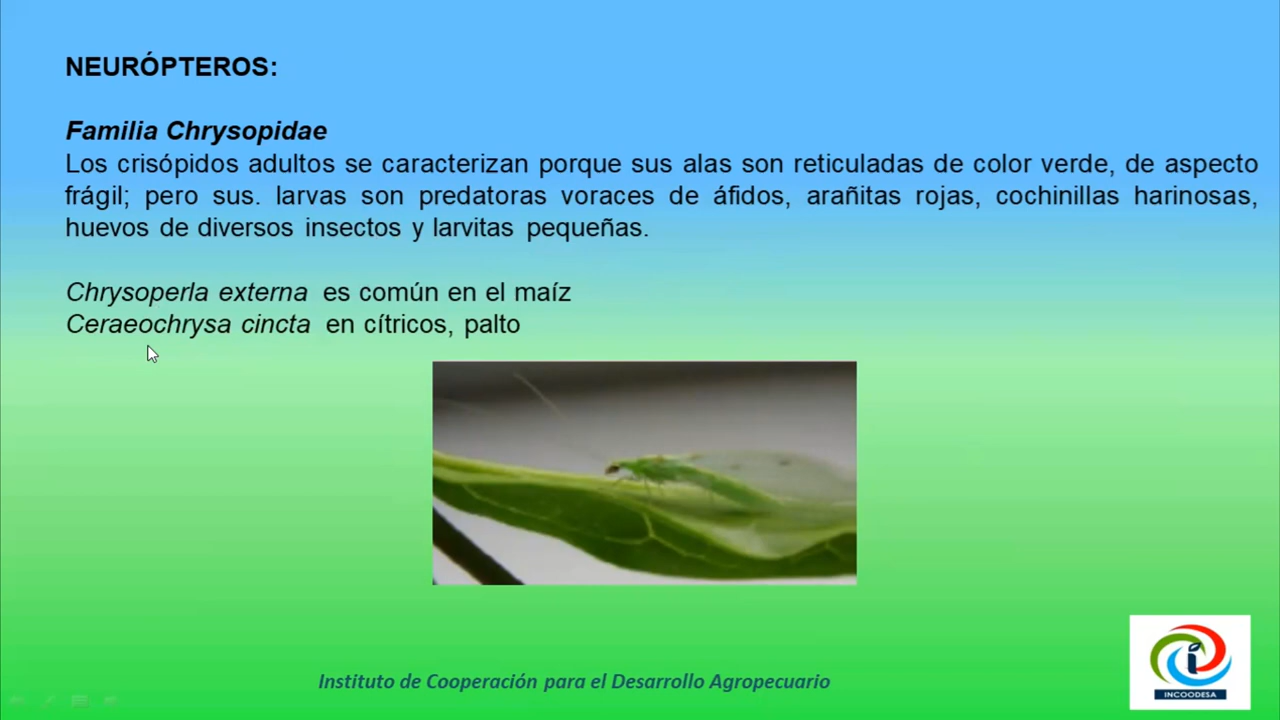 NEURÓPTEROS:
Familia Chrysopidae
Los crisópidos adultos se caracterizan porque sus alas son reticuladas de color verde, de aspecto
frágil; pero sus. larvas son predatoras voraces de áfidos, arañitas rojas, cochinillas harinosas,
huevos de diversos insectos y larvitas pequeñas.
Chrysoperla externa es común en el maíz
Ceraeochrysa cincta en cítricos, palto
Instituto de Cooperación para el Desarrollo Agropecuario
INCOODESA